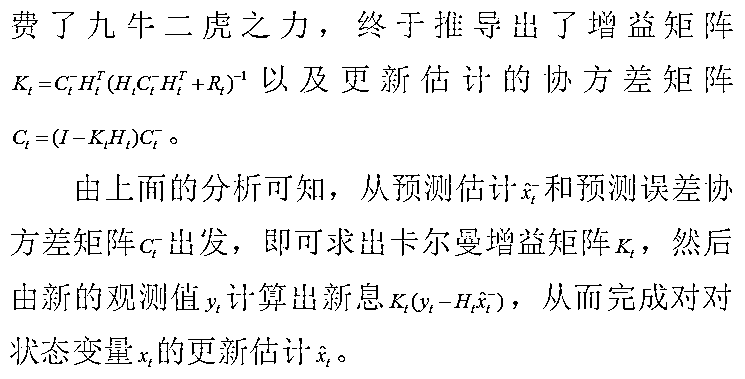 费了九牛二虎之力，终于推导出了增益矩阵
$K_t = C_t^- H_t^T (H_t C_t^- H_t^T + R_t)^{-1}$ 以及更新估计的协方差矩阵
$C_t = (I - K_t H_t) C_t^-$。
由上面的分析可知，从预测估计 $\hat{x}_t^-$ 和预测误差协
方差矩阵 $C_t^-$ 出发，即可求出卡尔曼增益矩阵 $K_t$，然后
由新的观测值 $y_t$ 计算出新息 $K_t(y_t - H_t \hat{x}_t^-)$，从而完成对对
状态变量 $x_t$ 的更新估计 $\hat{x}_t$。